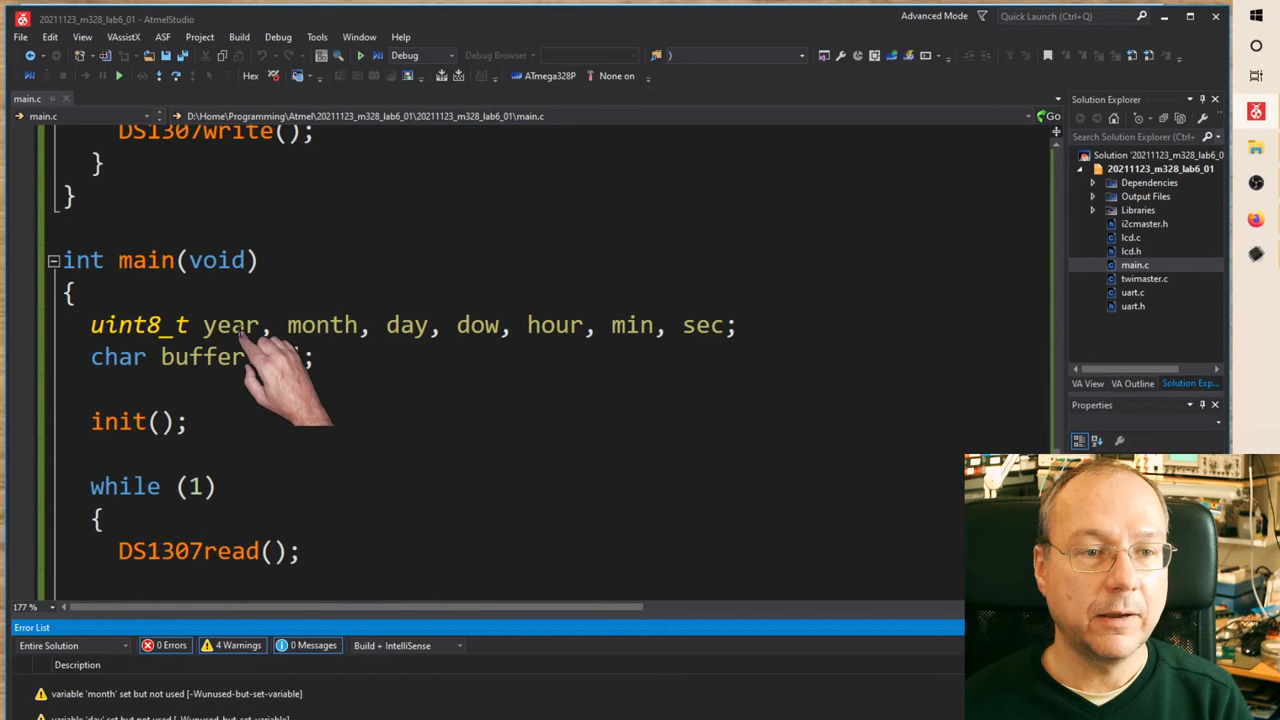 20211123_m328_lab6_01 - AtmelStudio
Advanced Mode
Quick Launch (Ctrl+")
File Edit View VAssistX ASF Project Build Debug Tools Window Help
Debug
Debug Browser
)
Hex
ATmega328P
None on
main.c
main.c
D:\Home\Programming\Atmel\20211123_m328_lab6_01\20211123_m328_lab6_01\main.c
Go
DS1307write();
}
}
int main(void)
{
uint8_t year, month, day, dow, hour, min, sec;
char buffer
;
init();
while (1)
{
DS1307read();
177 %
Solution Explorer
Search Solution Explorer (Ctrl+
Solution '20211123_m328_lab6_0
20211123_m328_lab6_01
Dependencies
Output Files
Libraries
i2cmaster.h
lcd.c
lcd.h
main.c
twimaster.c
uart.c
uart.h
VA View VA Outline Solution Exp...
Properties
Error List
Entire Solution
0 Errors
4 Warnings
0 Messages
Build + IntelliSense
Description
variable 'month' set but not used [-Wunused-but-set-variable]
variable 'day' set but not used [-Wunused-but-set-variable]